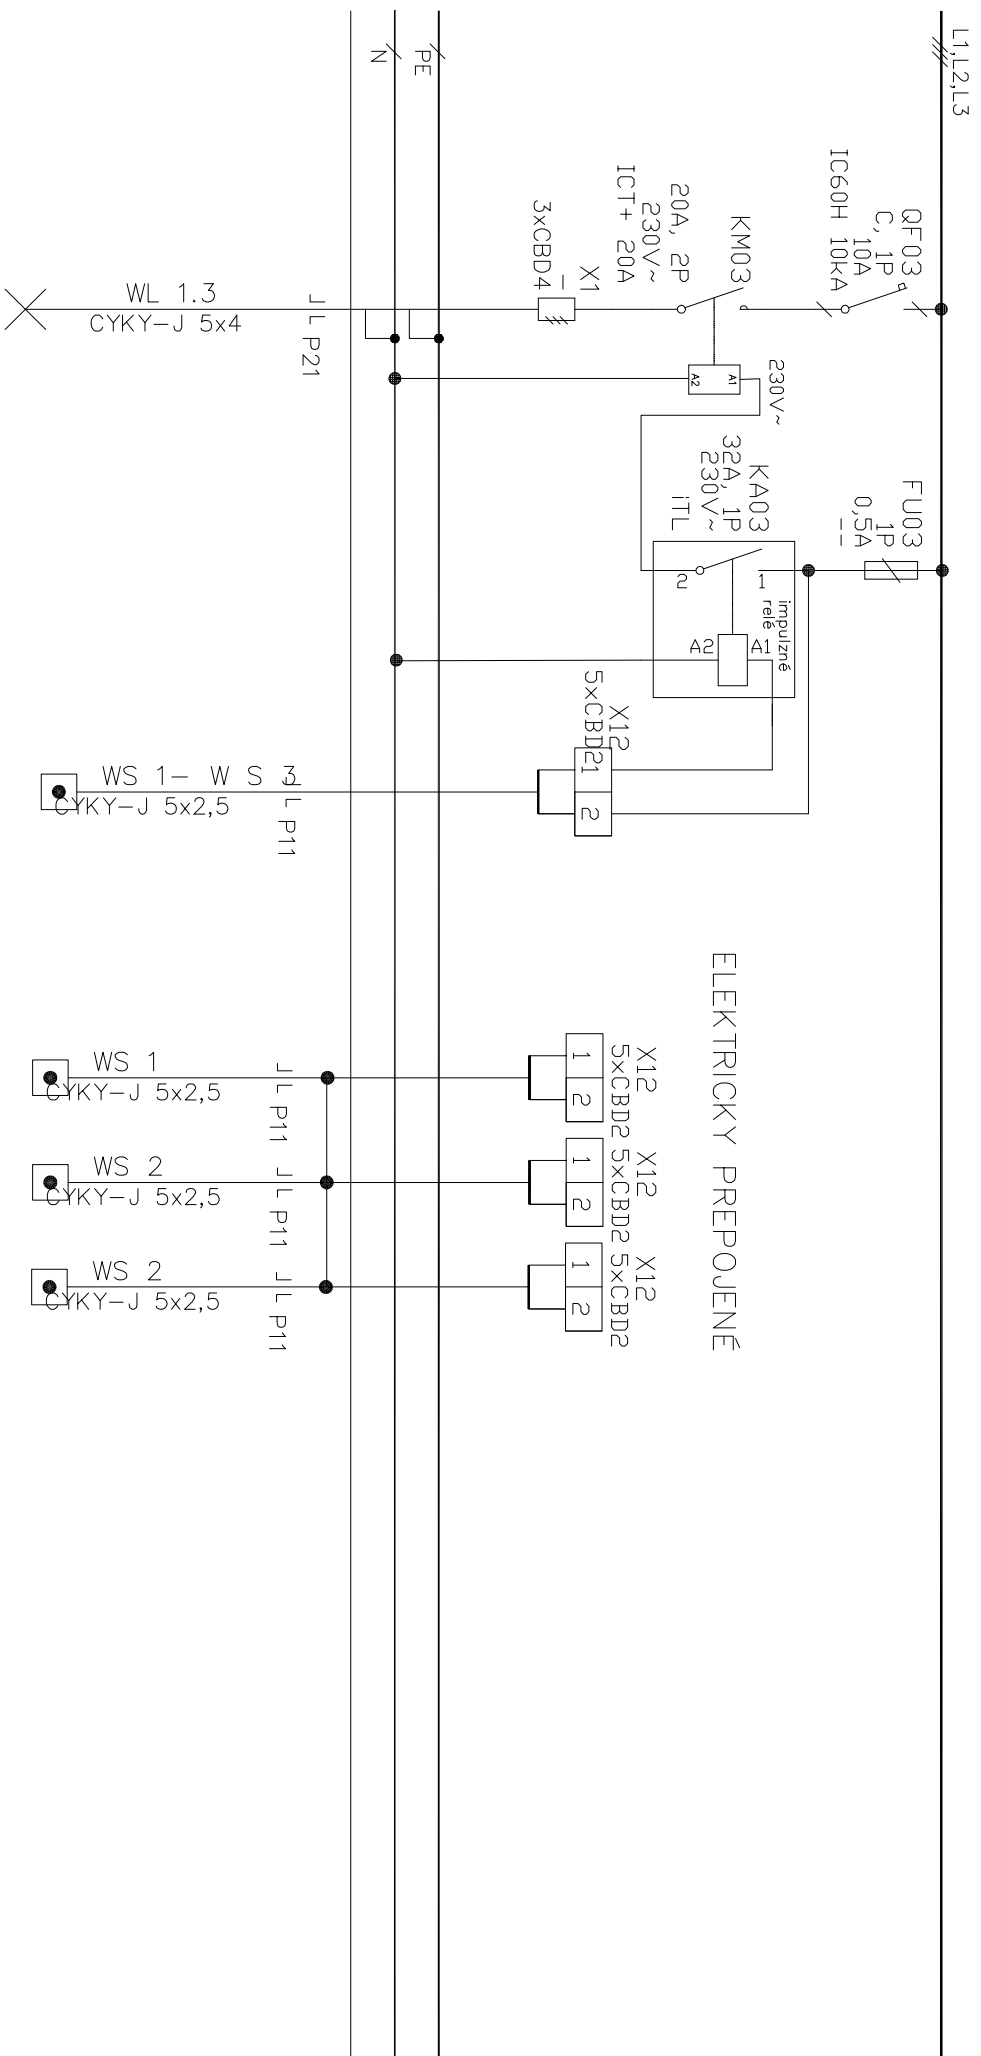 L1,L2,L3
N
PE
QF03
C, 1P
10A
IC60H 10kA
KM03
20A, 2P
230V~
ICT+ 20A
X1
--
3xCBD4
WL 1.3
CYKY-J 5x4
P21
A1
A2
230V~
FU03
1P
0,5A
--
KA03
32A, 1P
230V~
iTL
1
2
impulzné
relé
A1
A2
X12
5xCBD2
1
2
WS 1- W S 3
CYKY-J 5x2,5
P11
ELEKTRICKY PREPOJENÉ
X12
5xCBD2
1
2
WS 1
CYKY-J 5x2,5
P11
X12
5xCBD2
1
2
WS 2
CYKY-J 5x2,5
P11
X12
5xCBD2
1
2
WS 2
CYKY-J 5x2,5
P11